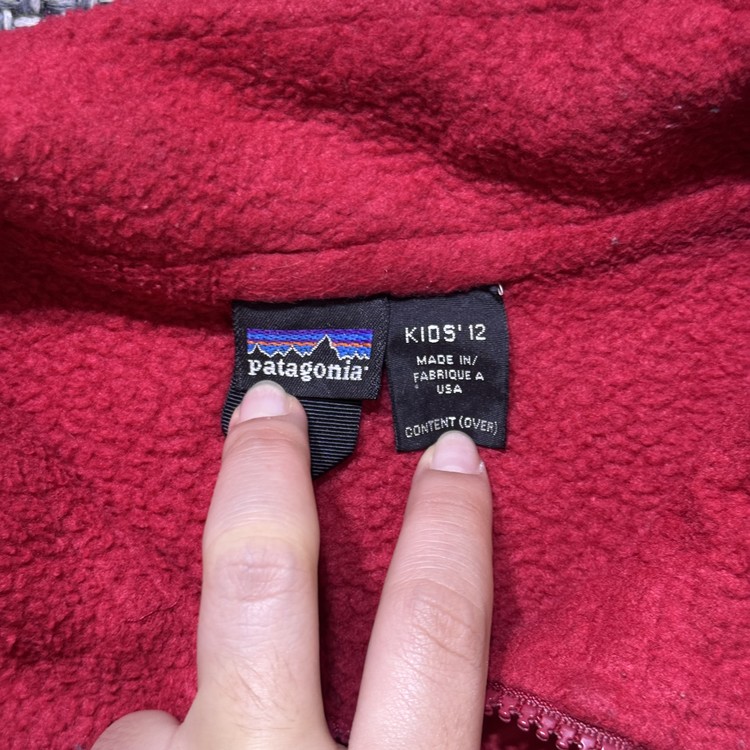 patagonia
KIDS' 12
MADE IN/
FABRIQUE A
USA
CONTENT (OVER)